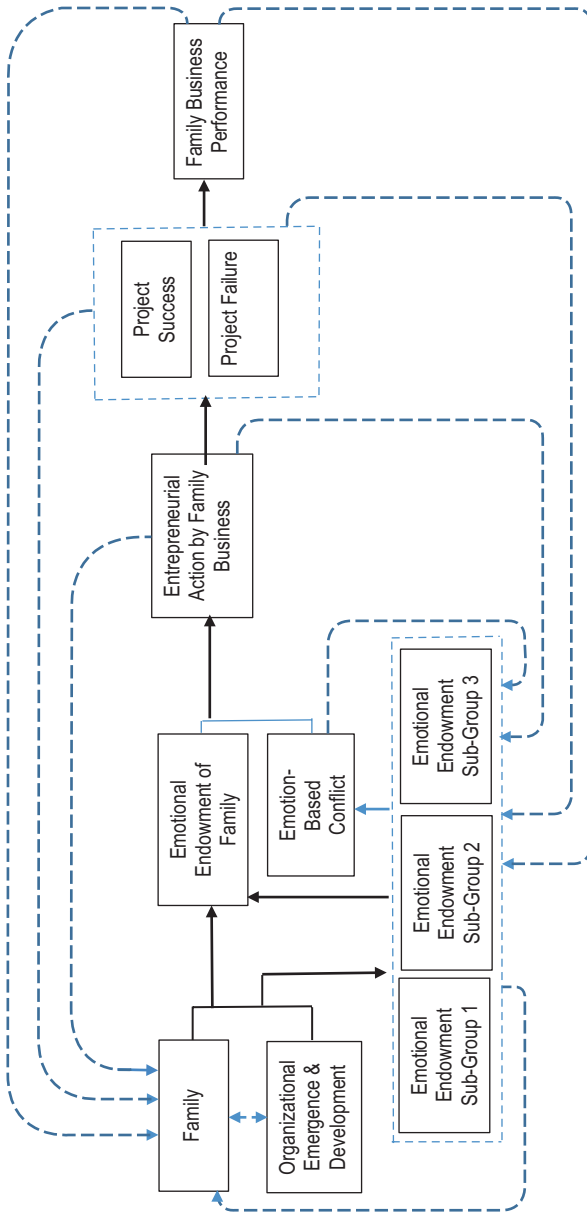 Family
Organizational
Emergence &
Development
Emotional
Endowment of
Family
Emotion-
Based
Conflict
Emotional
Endowment
Sub-Group 1
Emotional
Endowment
Sub-Group 2
Emotional
Endowment
Sub-Group 3
Entrepreneurial
Action by Family
Business
Project
Success
Project Failure
Family Business
Performance